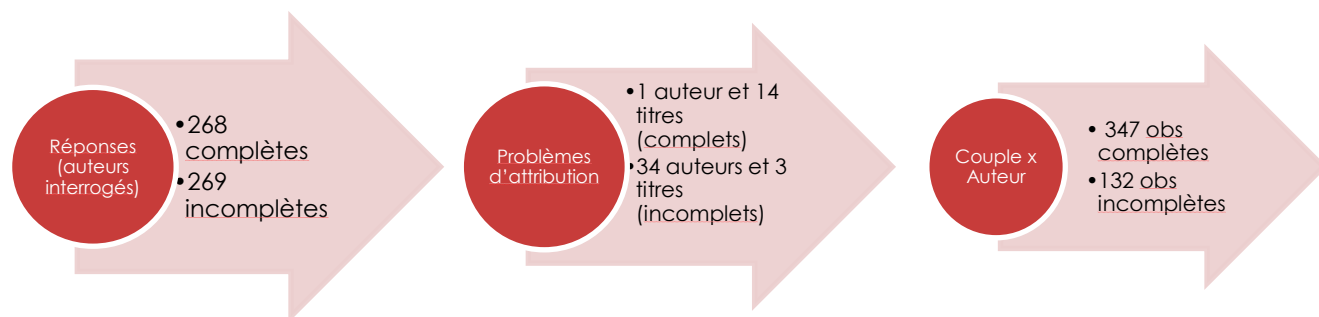 Réponses
(auteurs
interrogés)
•268
complètes
•269
incomplètes
Problèmes
d'attribution
•1 auteur et 14
titres
(complets)
•34 auteurs et 3
titres
(incomplets)
Couple x
Auteur
• 347 obs
complètes
•132 obs
incomplètes